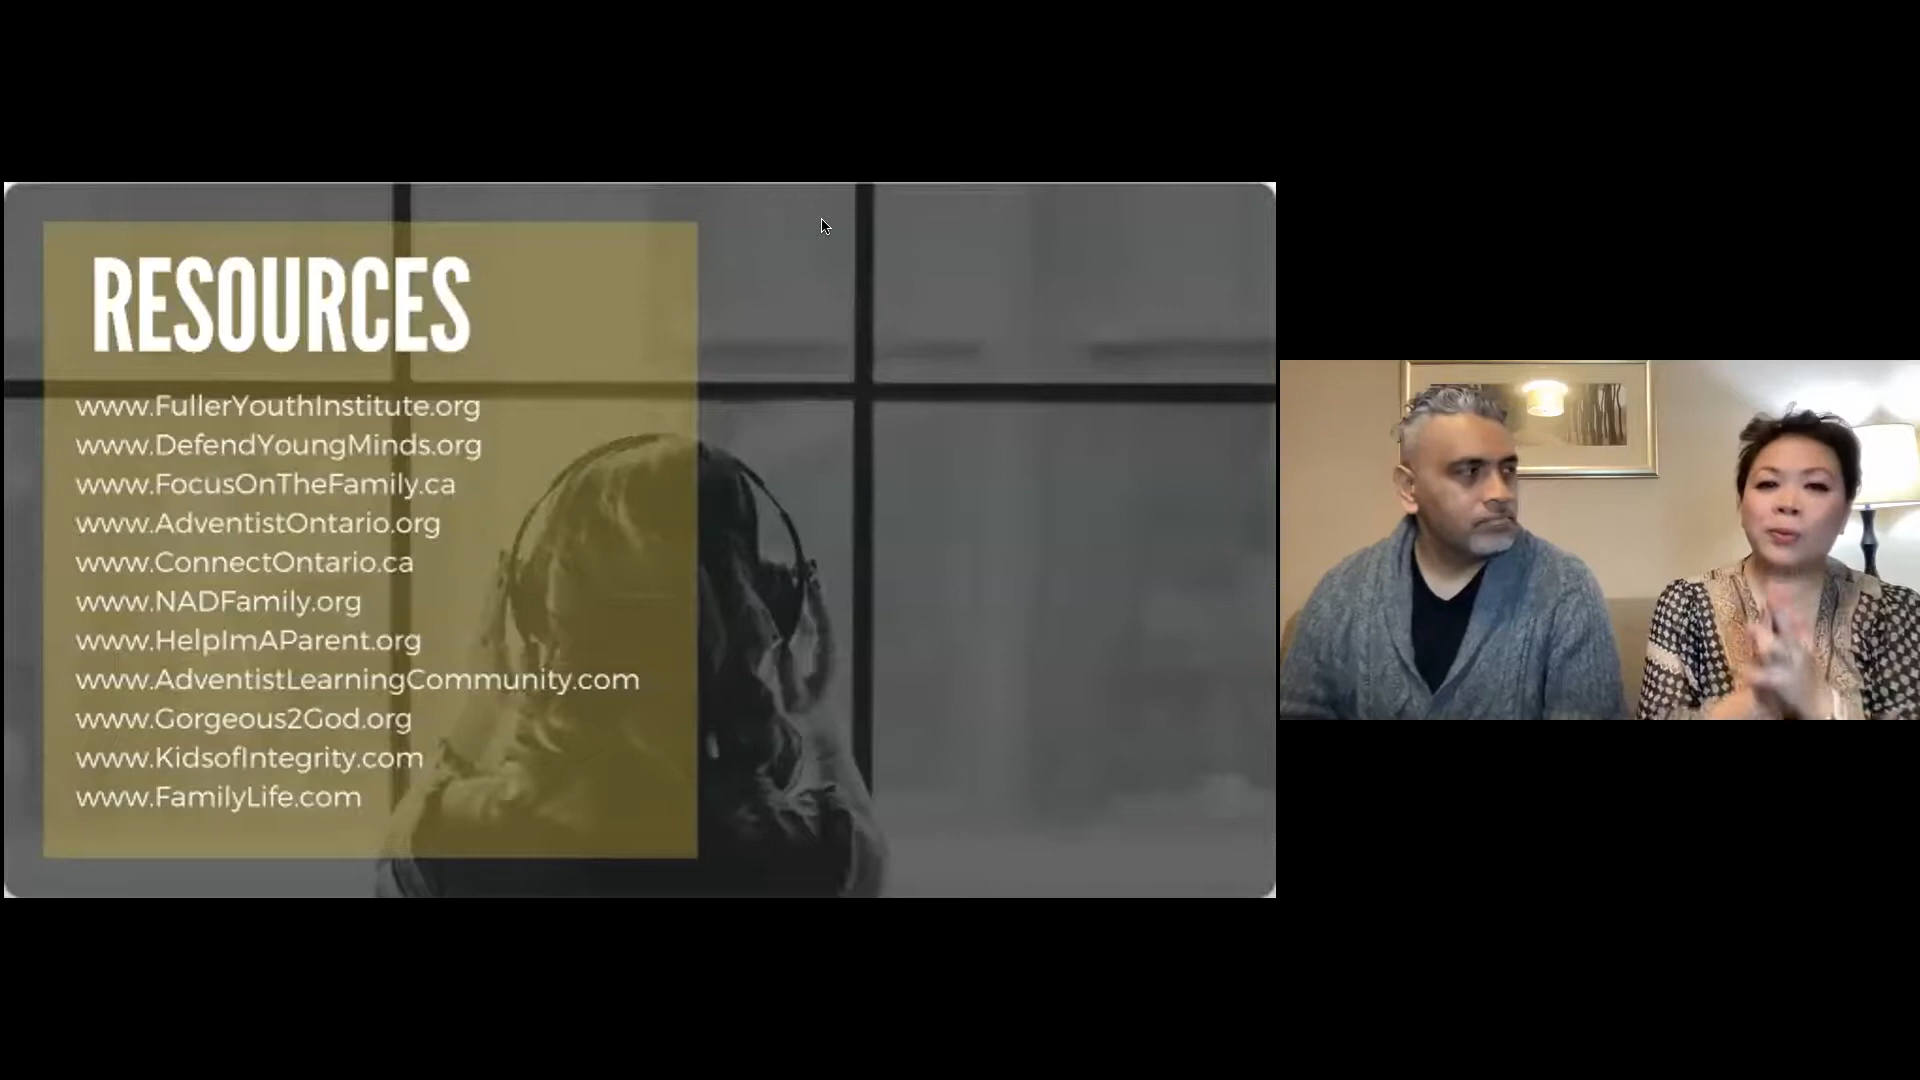 RESOURCES
www.FullerYouthInstitute.org
www.DefendYoungMinds.org
www.FocusOnTheFamily.ca
www.AdventistOntario.org
www.ConnectOntario.ca
www.NADFamily.org
www.HelpImAParent.org
www.AdventistLearningCommunity.com
www.Gorgeous2God.org
www.KidsofIntegrity.com
www.FamilyLife.com